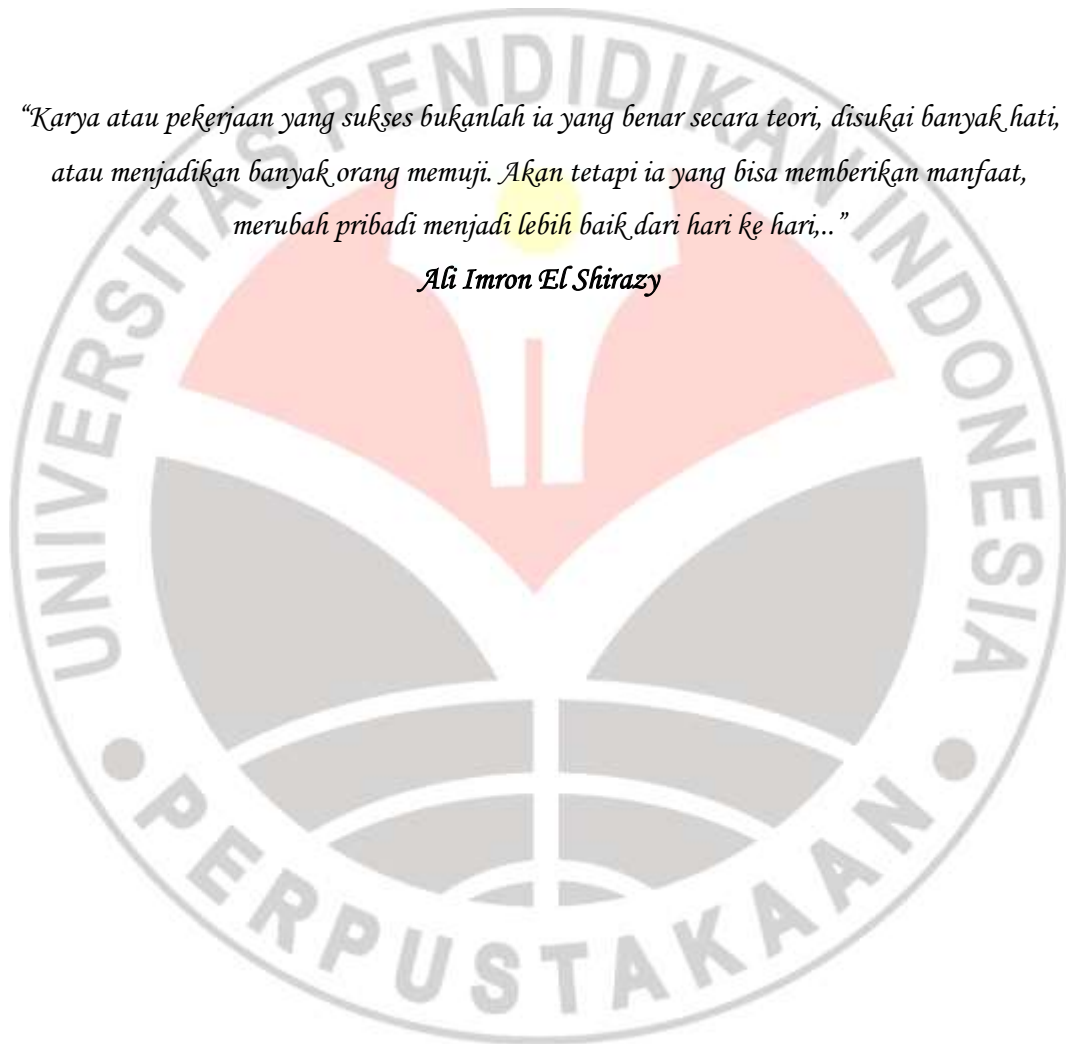 “Karya atau pekerjaan yang sukses bukanlah ia yang benar secara teori, disukai banyak hati,
atau menjadikan banyak orang memuji. Akan tetapi ia yang bisa memberikan manfaat,
merubah pribadi menjadi lebih baik dari hari ke hari,..”
Ali Imron El Shirazy
UNIVERSITAS PENDIDIKAN INDONESIA
PERPUSTAKAAN